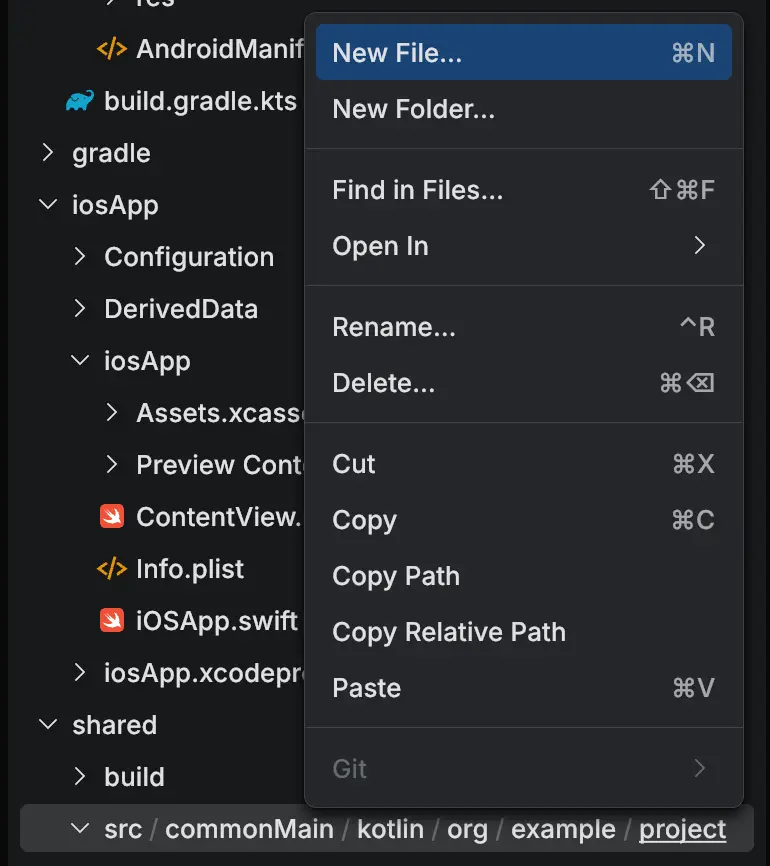 res
AndroidManif
build.gradle.kts
gradle
iosApp
Configuration
DerivedData
iosApp
Assets.xcass
Preview Cont
ContentView.
Info.plist
iOSApp.swift
iosApp.xcodepr
shared
build
src / commonMain / kotlin / org / example / project
New File... ⌘N
New Folder...
Find in Files... ⇧⌘F
Open In
Rename... ^R
Delete... ⌘⌫
Cut ⌘X
Copy ⌘C
Copy Path
Copy Relative Path
Paste ⌘V
Git